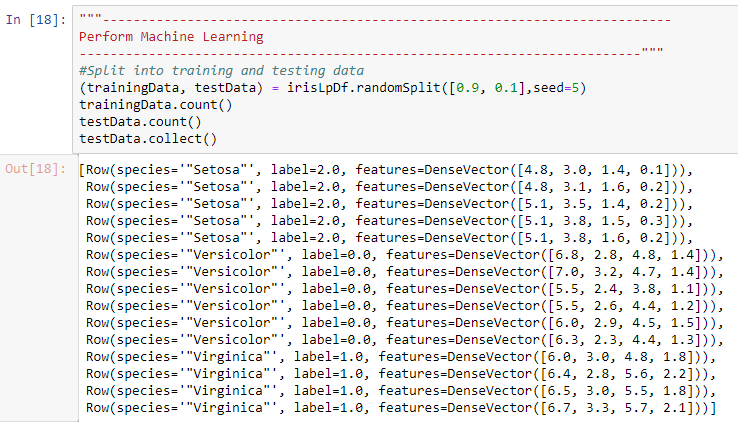 In [18]:
"""----------------------------------------------------------------------
Perform Machine Learning
----------------------------------------------------------------------"""
#Split into training and testing data
(trainingData, testData) = irisLpDf.randomSplit([0.9, 0.1],seed=5)
trainingData.count()
testData.count()
testData.collect()
Out[18]:
[Row(species='"Setosa"', label=2.0, features=DenseVector([4.8, 3.0, 1.4, 0.1])),
Row(species='"Setosa"', label=2.0, features=DenseVector([4.8, 3.1, 1.6, 0.2])),
Row(species='"Setosa"', label=2.0, features=DenseVector([5.1, 3.5, 1.4, 0.2])),
Row(species='"Setosa"', label=2.0, features=DenseVector([5.1, 3.8, 1.5, 0.3])),
Row(species='"Setosa"', label=2.0, features=DenseVector([5.1, 3.8, 1.6, 0.2])),
Row(species='"Versicolor"', label=0.0, features=DenseVector([6.8, 2.8, 4.8, 1.4])),
Row(species='"Versicolor"', label=0.0, features=DenseVector([7.0, 3.2, 4.7, 1.4])),
Row(species='"Versicolor"', label=0.0, features=DenseVector([5.5, 2.4, 3.8, 1.1])),
Row(species='"Versicolor"', label=0.0, features=DenseVector([5.5, 2.6, 4.4, 1.2])),
Row(species='"Versicolor"', label=0.0, features=DenseVector([6.0, 2.9, 4.5, 1.5])),
Row(species='"Versicolor"', label=0.0, features=DenseVector([6.3, 2.3, 4.4, 1.3])),
Row(species='"Virginica"', label=1.0, features=DenseVector([6.0, 3.0, 4.8, 1.8])),
Row(species='"Virginica"', label=1.0, features=DenseVector([6.4, 2.8, 5.6, 2.2])),
Row(species='"Virginica"', label=1.0, features=DenseVector([6.5, 3.0, 5.5, 1.8])),
Row(species='"Virginica"', label=1.0, features=DenseVector([6.7, 3.3, 5.7, 2.1]))]